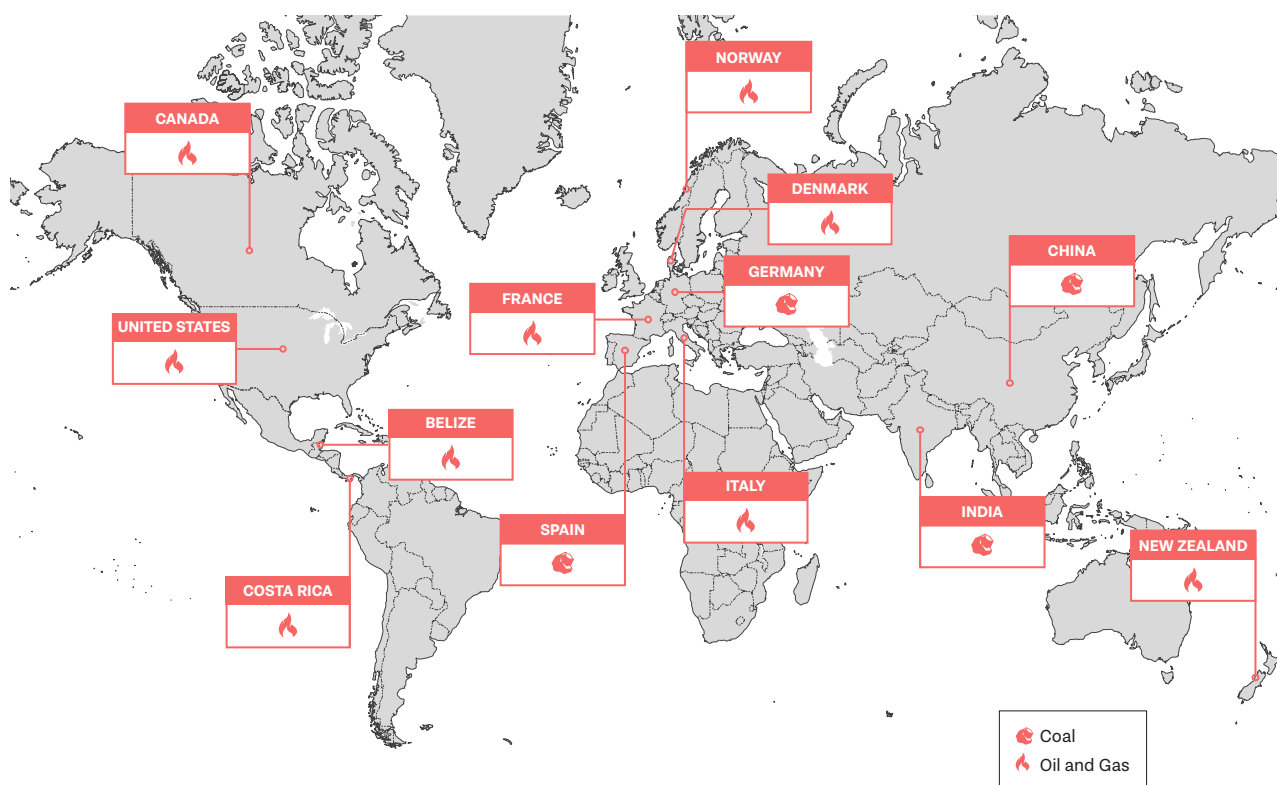 NORWAY
CANADA
DENMARK
CHINA
GERMANY
FRANCE
UNITED STATES
BELIZE
ITALY
INDIA
SPAIN
NEW ZEALAND
COSTA RICA
Coal
Oil and Gas